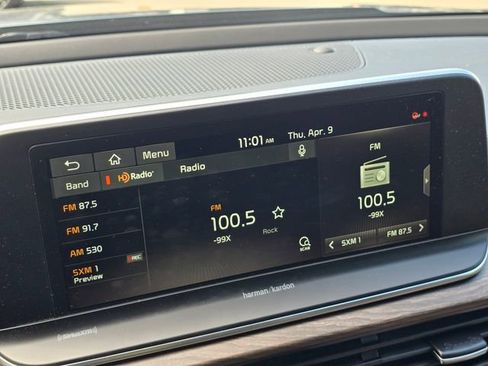 11:01 AM Thu, Apr. 9
Menu
Band HD Radio Radio
FM 87.5
FM 91.7
AM 530
SXM 1 REC
Preview
FM
100.5
-99X
Rock
SCAN
FM
100.5
-99X
SXM 1 FM 87.5
harman/kardon
((SiriusXM))